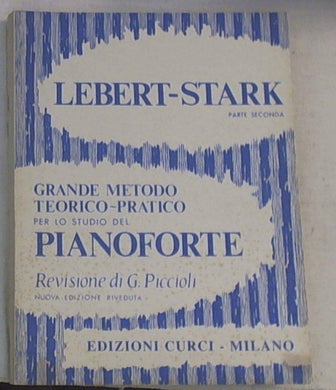 LEBERT-STARK
PARTE SECONDA
GRANDE METODO
TEORICO-PRATICO
PER LO STUDIO DEL
PIANOFORTE
Revisione di G. Piccioli
NUOVA EDIZIONE RIVEDUTA
EDIZIONI CURCI - MILANO